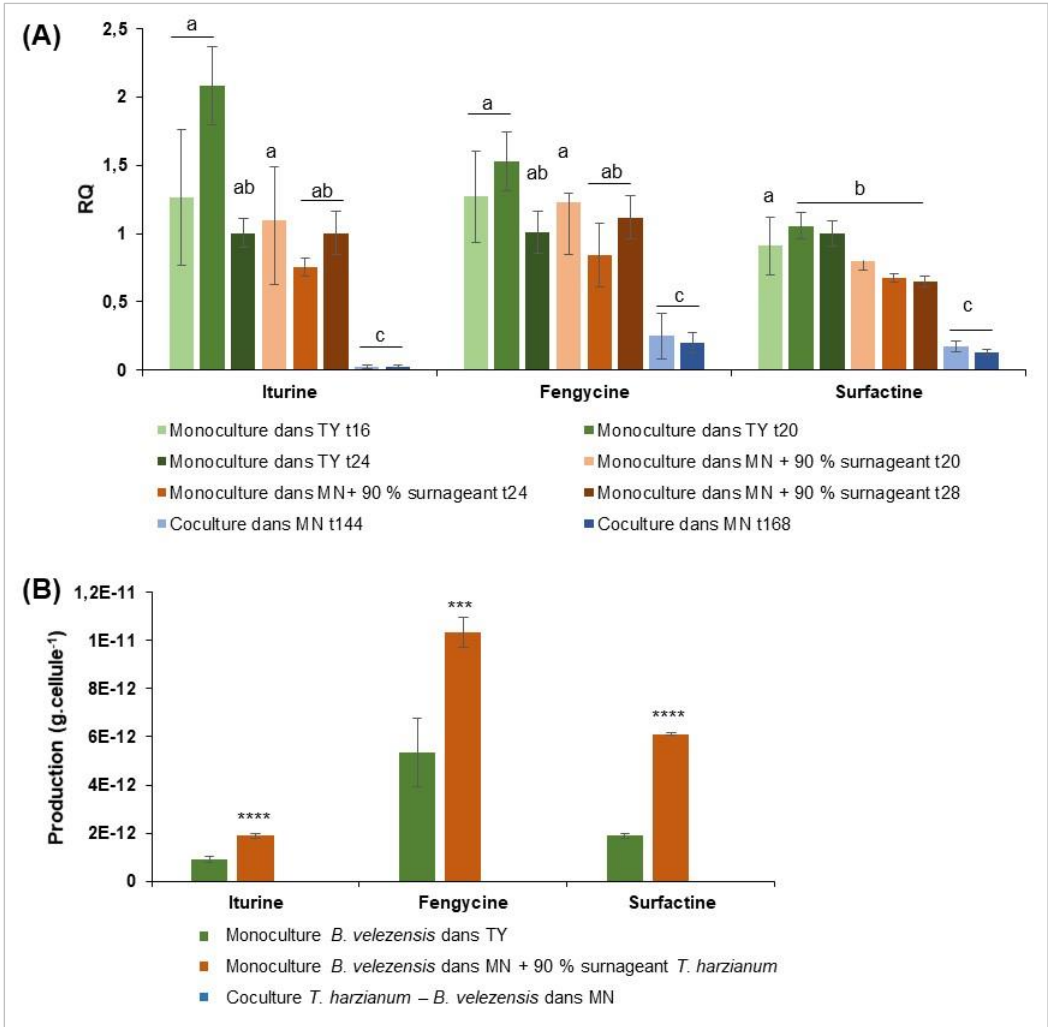 (A)
2,5
2
1,5
1
0,5
0
RQ
a
ab
a
ab
c
a
ab
a
ab
c
a
b
c
Iturine
Fengycine
Surfactine
Monoculture dans TY t16
Monoculture dans TY t20
Monoculture dans TY t24
Monoculture dans MN + 90 % surnageant t20
Monoculture dans MN+ 90 % surnageant t24
Monoculture dans MN + 90 % surnageant t28
Coculture dans MN t144
Coculture dans MN t168
(B)
1,2E-11
1E-11
8E-12
6E-12
4E-12
2E-12
0
Production (g.cellule⁻¹)
****
***
****
Iturine
Fengycine
Surfactine
Monoculture B. velezensis dans TY
Monoculture B. velezensis dans MN + 90 % surnageant T. harzianum
Coculture T. harzianum – B. velezensis dans MN